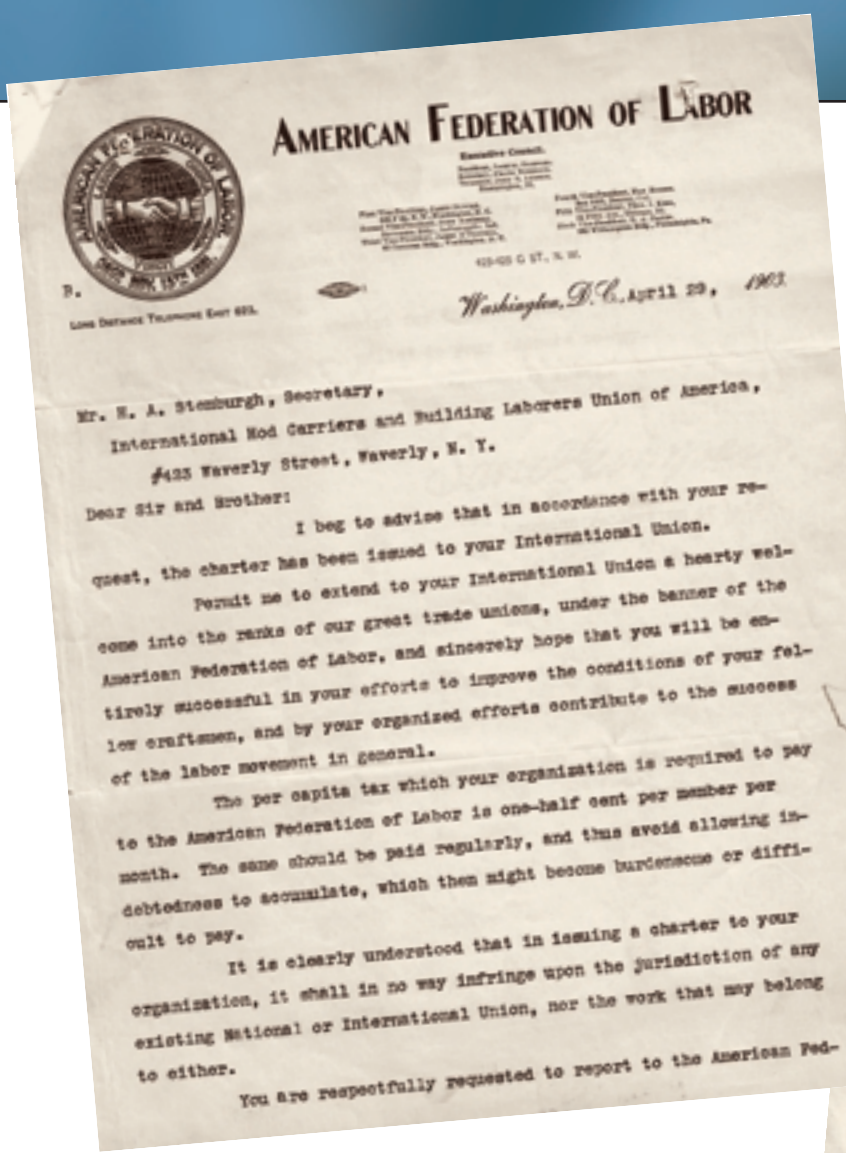 AMERICAN FEDERATION OF LABOR
AMERICAN FEDERATION OF LABOR
Executive Council.
423-425 G ST., N. W.
B.
LONG DISTANCE TELEPHONE EAST
Washington, D. C., April 29, 1903.
Mr. H. A. Stemburgh, Secretary,
International Hod Carriers and Building Laborers Union of America,
#423 Waverly Street, Waverly, N. Y.
Dear Sir and Brother:
I beg to advise that in accordance with your re-
quest, the charter has been issued to your International Union.
Permit me to extend to your International Union a hearty wel-
come into the ranks of our great trade unions, under the banner of the
American Federation of Labor, and sincerely hope that you will be en-
tirely successful in your efforts to improve the conditions of your fel-
low craftsmen, and by your organized efforts contribute to the success
of the labor movement in general.
The per capita tax which your organization is required to pay
to the American Federation of Labor is one-half cent per member per
month. The same should be paid regularly, and thus avoid allowing in-
debtedness to accumulate, which then might become burdensome or diffi-
cult to pay.
It is clearly understood that in issuing a charter to your
organization, it shall in no way infringe upon the jurisdiction of any
existing National or International Union, nor the work that may belong
to either.
You are respectfully requested to report to the American Fed-